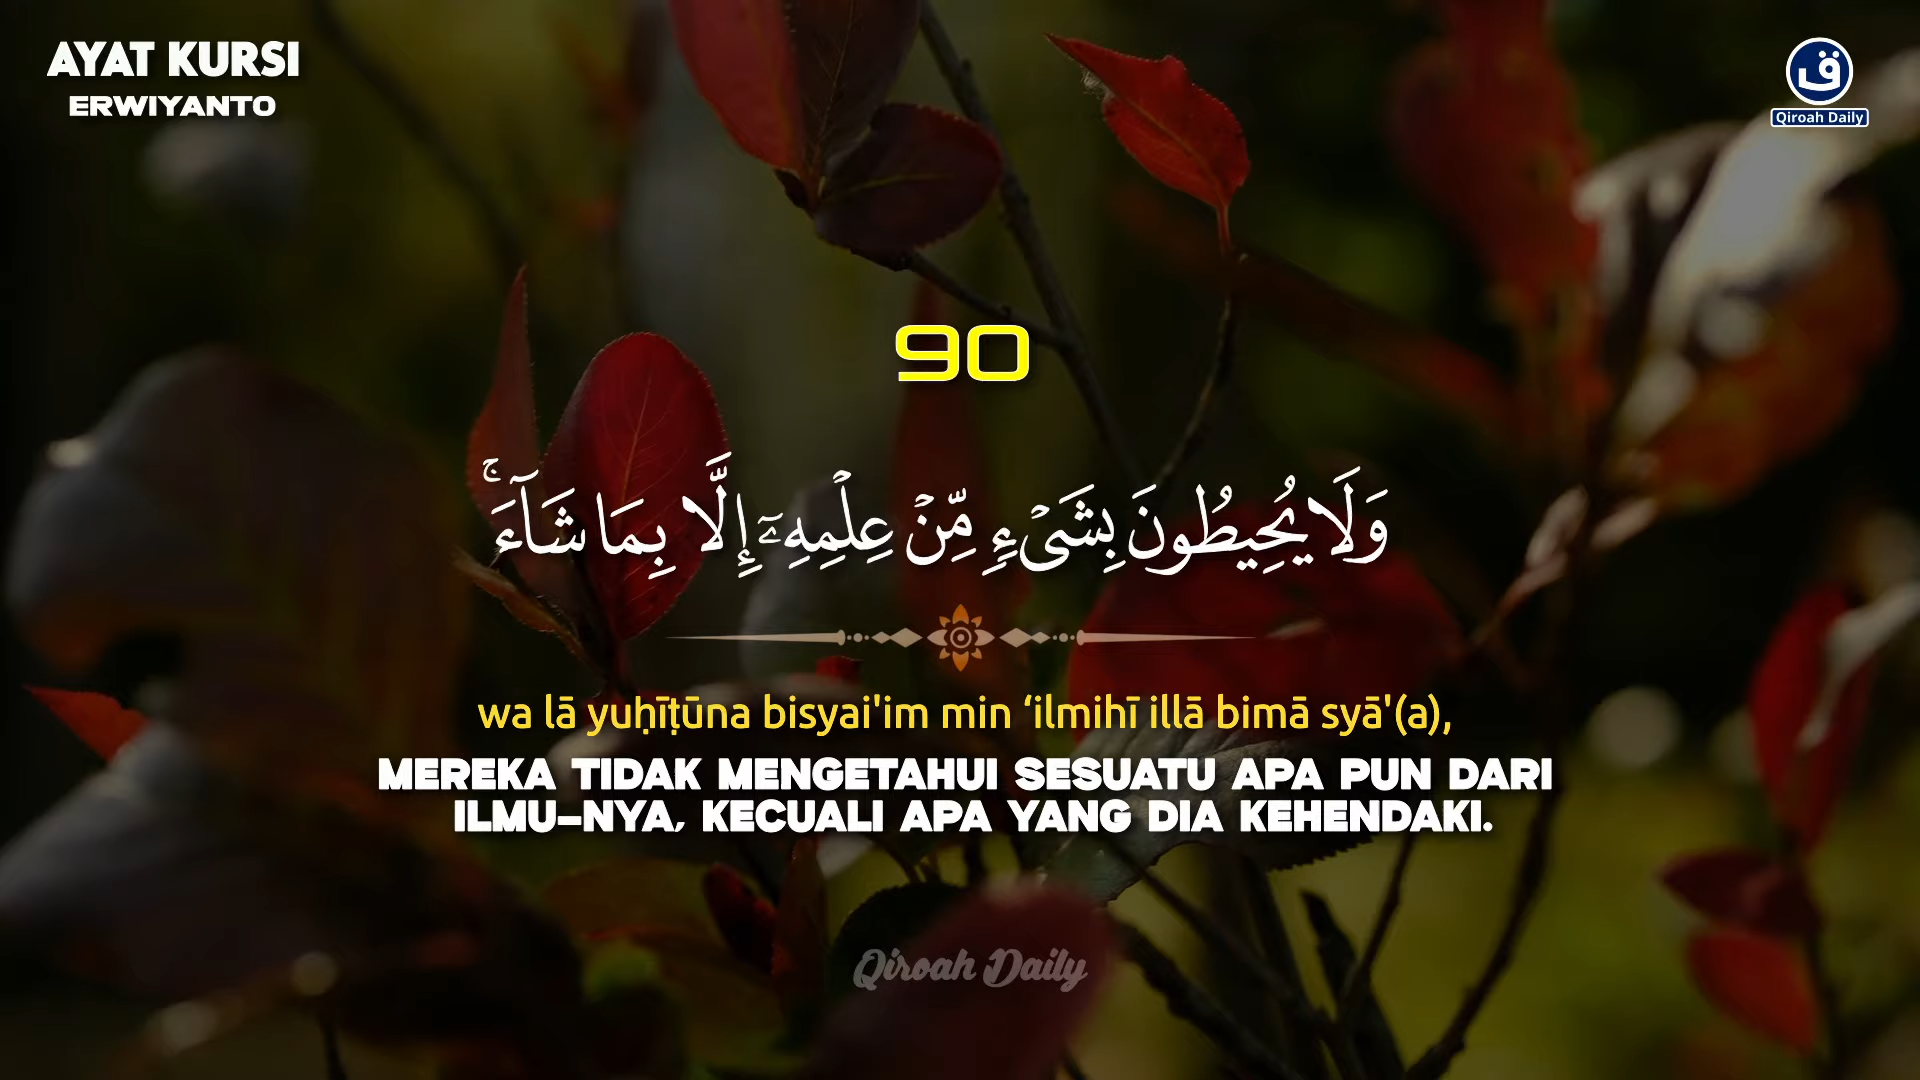 AYAT KURSI
ERWIYANTO
ق
Qiroah Daily
90
وَلَا يُحِيطُونَ بِشَىْءٍ مِّنْ عِلْمِهِۦٓ إِلَّا بِمَا شَآءَ ۚ
wa lā yuḥīṭūna bisyai'im min ‘ilmihī illā bimā syā'(a),
MEREKA TIDAK MENGETAHUI SESUATU APA PUN DARI
ILMU-NYA, KECUALI APA YANG DIA KEHENDAKI.
Qiroah Daily